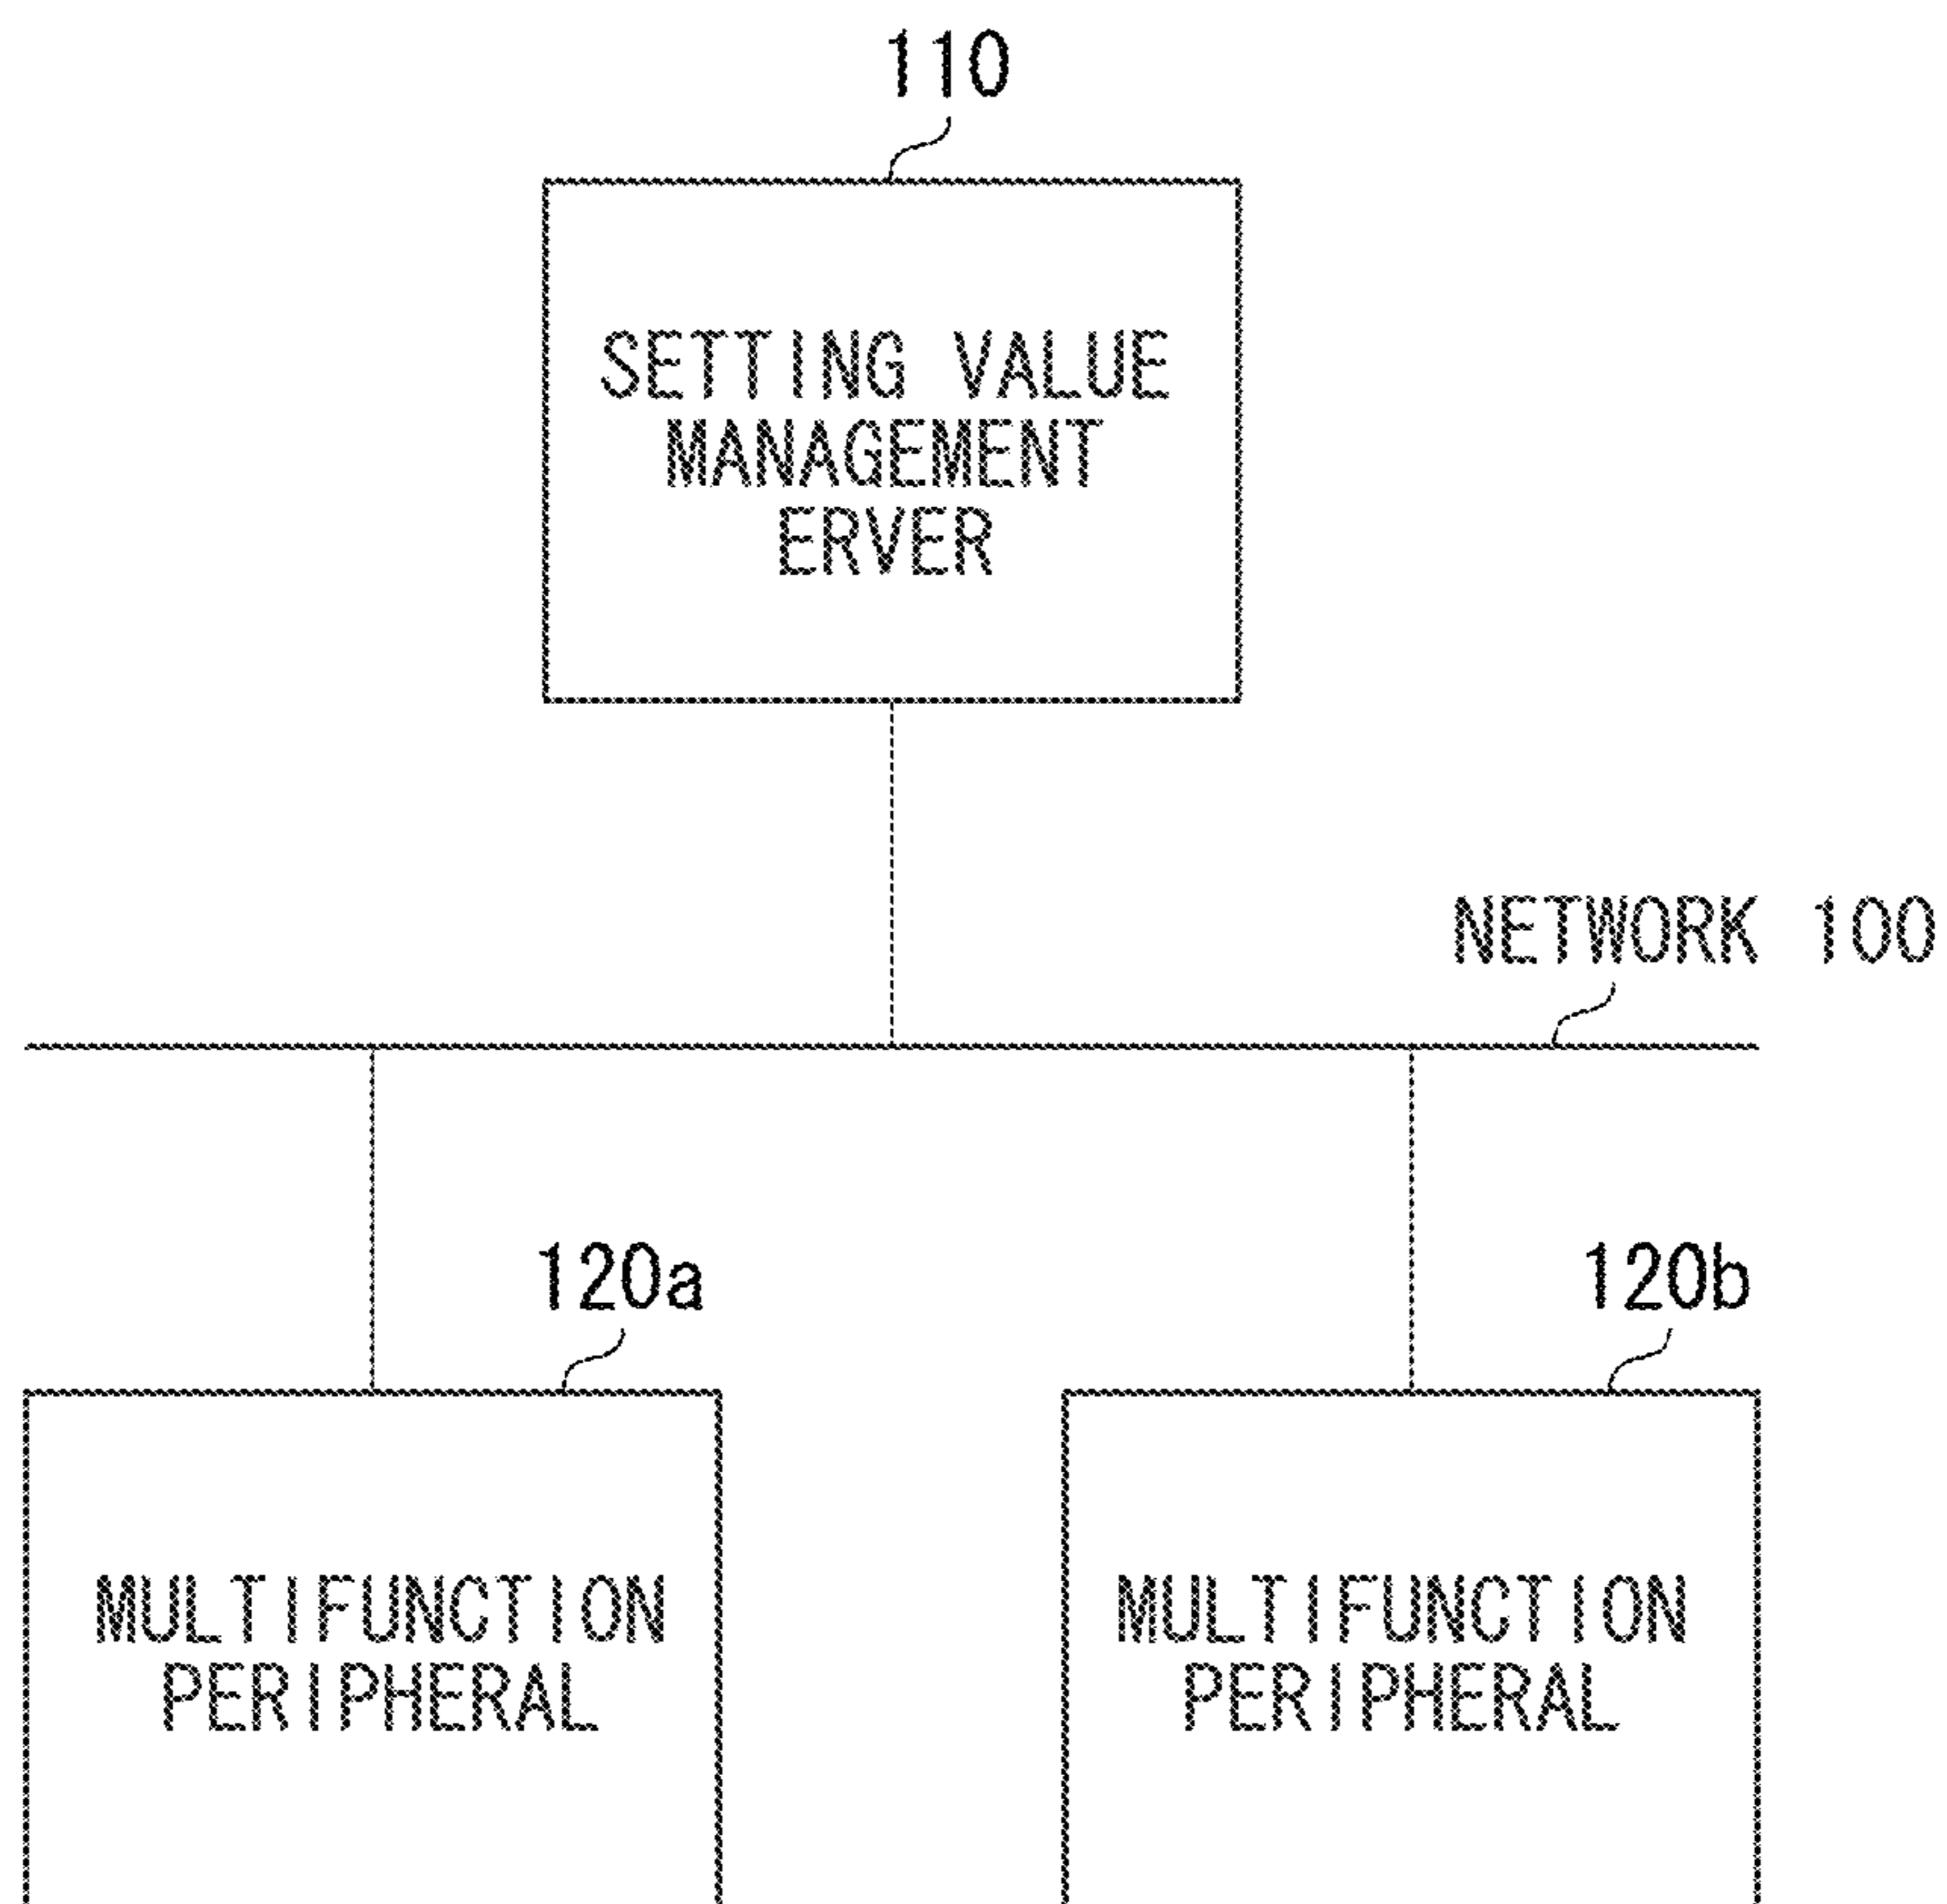 110
SETTING VALUE
MANAGEMENT
ERVER
NETWORK 100
120a
120b
MULTIFUNCTION
PERIPHERAL
MULTIFUNCTION
PERIPHERAL